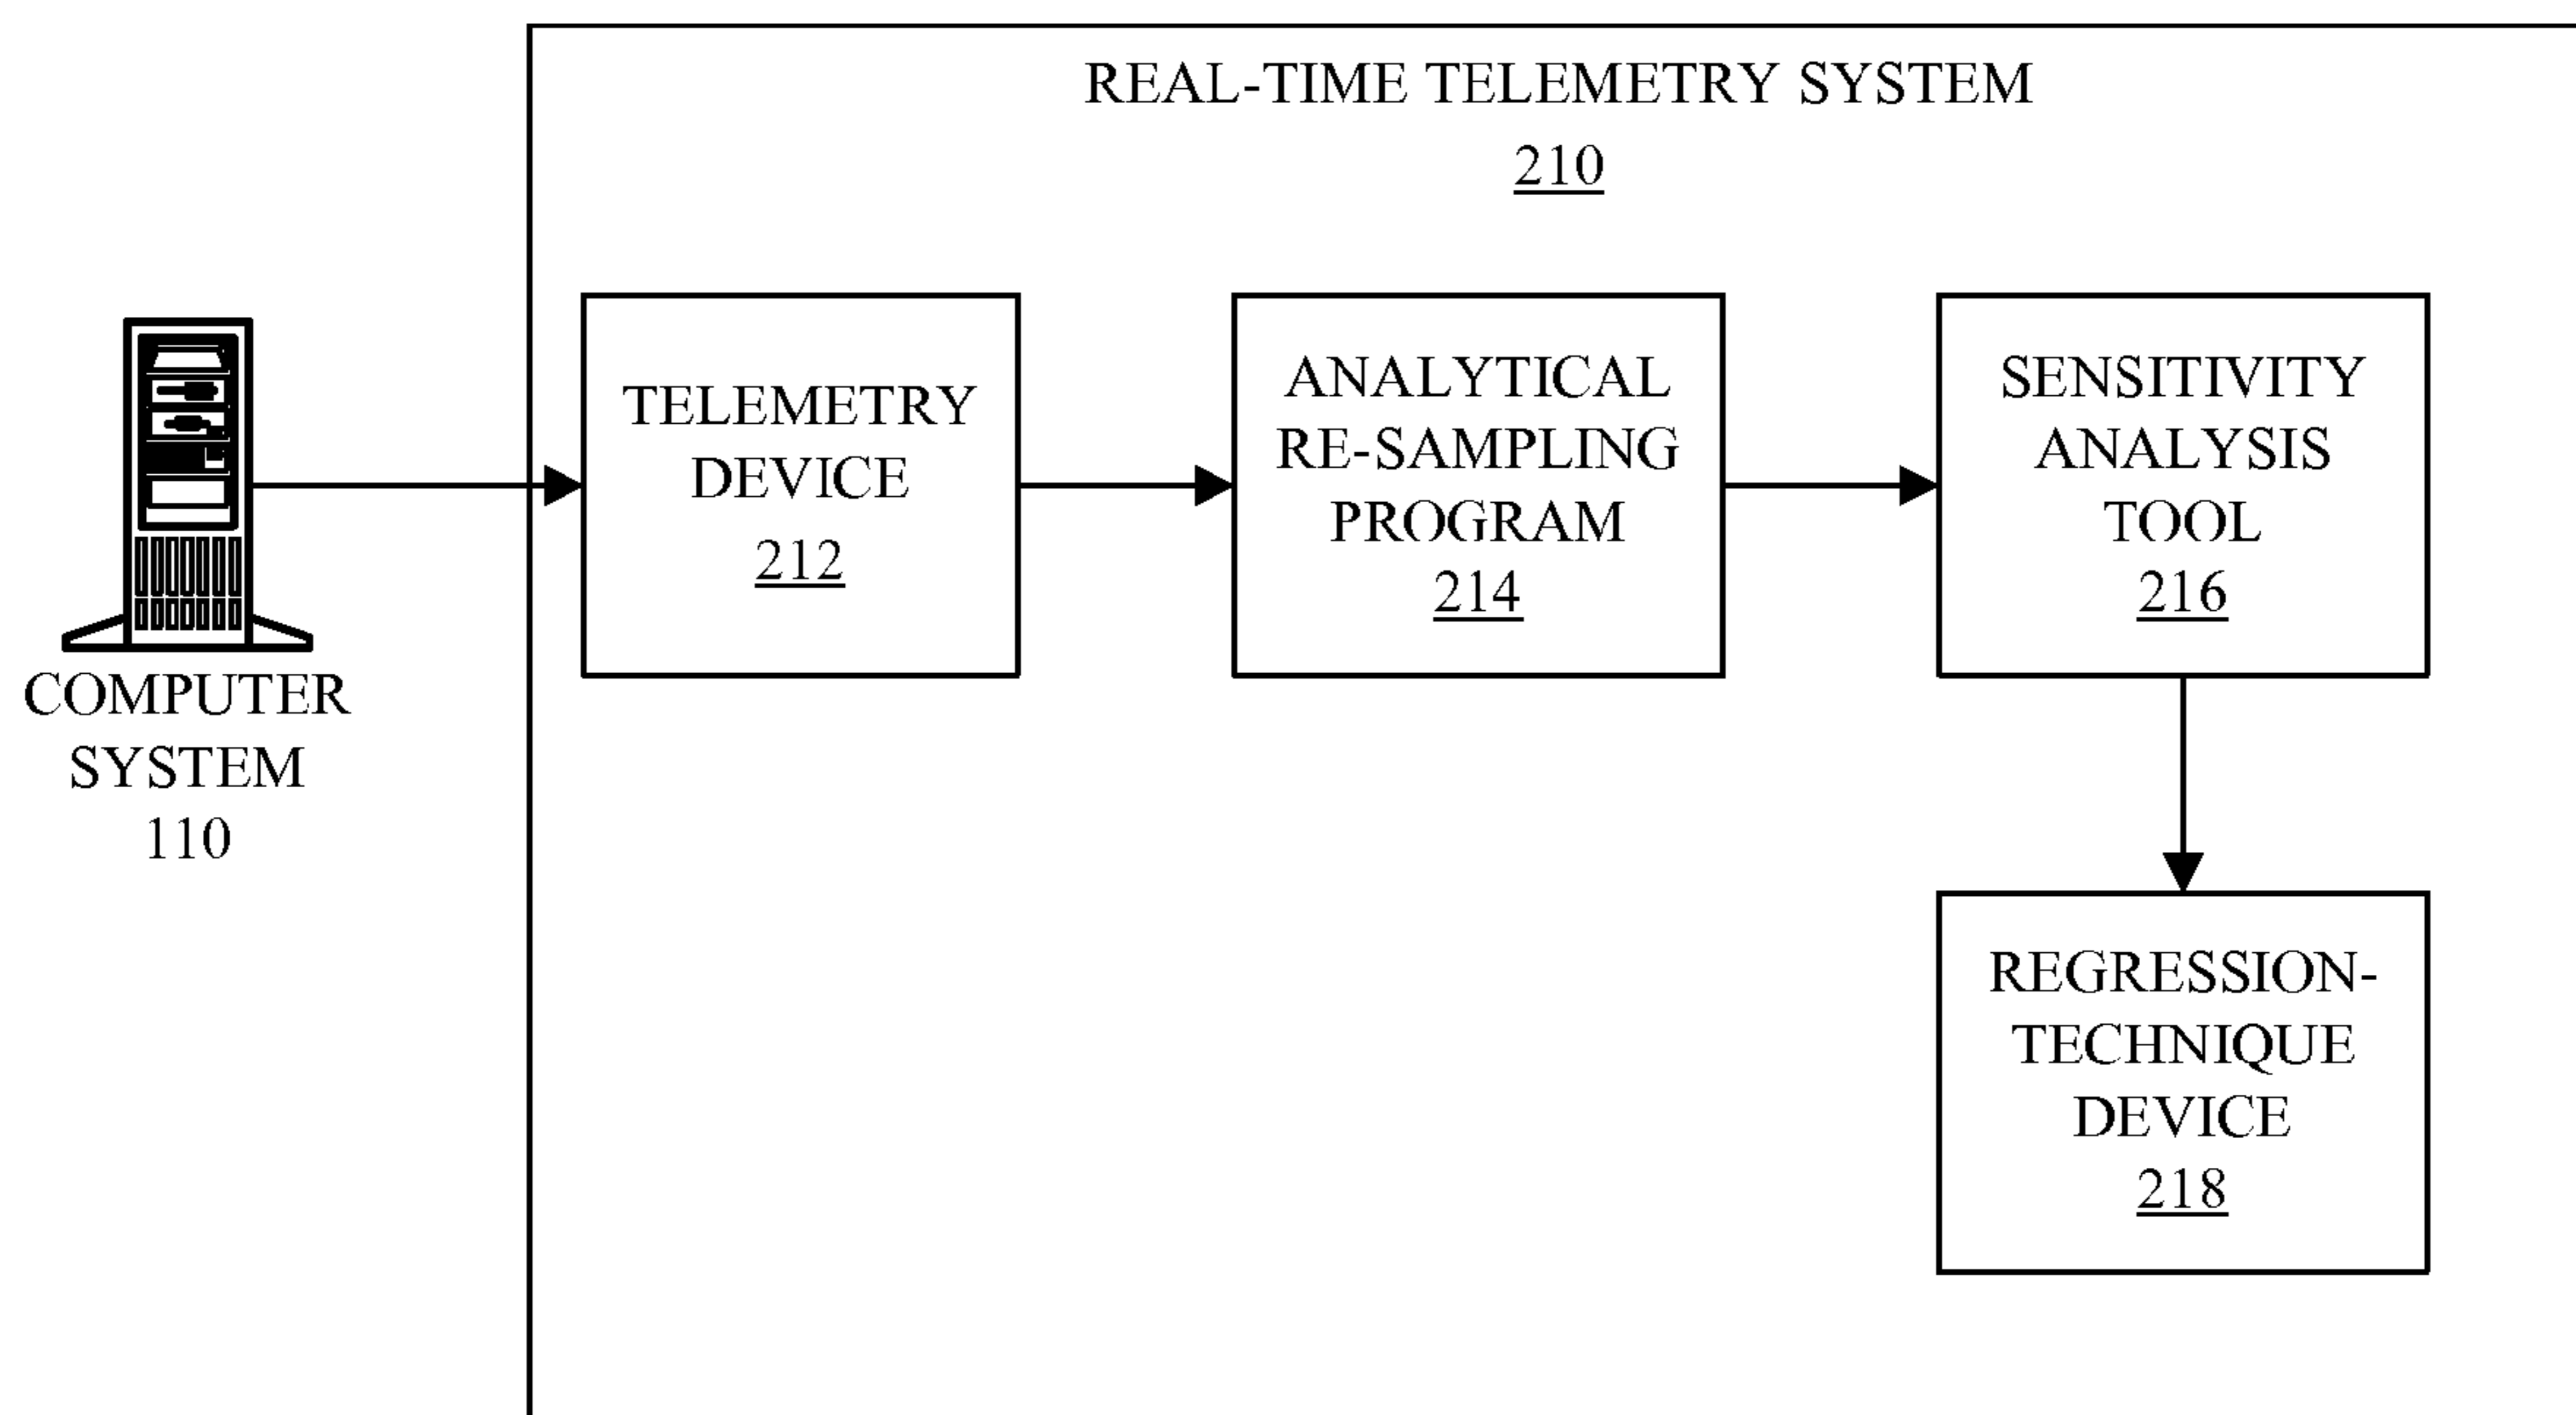 REAL-TIME TELEMETRY SYSTEM
210
COMPUTER
SYSTEM
110
TELEMETRY
DEVICE
212
ANALYTICAL
RE-SAMPLING
PROGRAM
214
SENSITIVITY
ANALYSIS
TOOL
216
REGRESSION-
TECHNIQUE
DEVICE
218